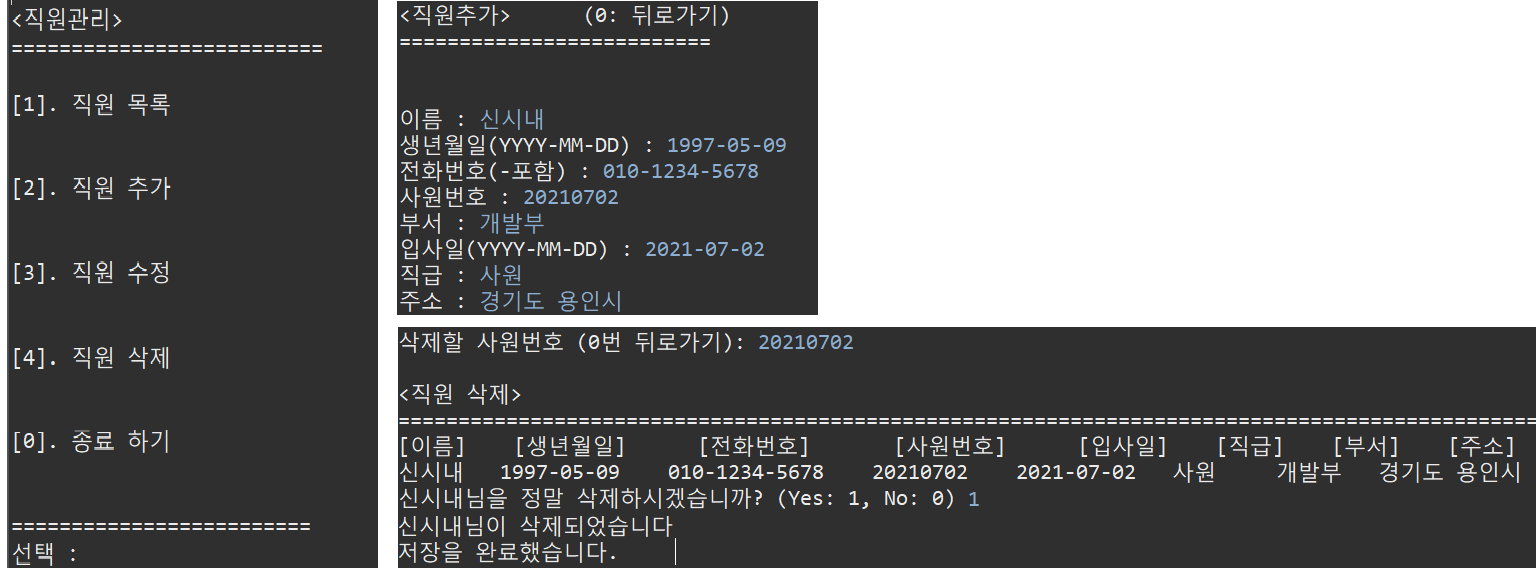 <직원관리>
==========================
[1]. 직원 목록
[2]. 직원 추가
[3]. 직원 수정
[4]. 직원 삭제
[0]. 종료 하기
=========================
선택 :
<직원추가>      (0: 뒤로가기)
==========================
이름 : 신시내
생년월일(YYYY-MM-DD) : 1997-05-09
전화번호(-포함) : 010-1234-5678
사원번호 : 20210702
부서 : 개발부
입사일(YYYY-MM-DD) : 2021-07-02
직급 : 사원
주소 : 경기도 용인시
삭제할 사원번호 (0번 뒤로가기): 20210702
<직원 삭제>
===============================================================================================
[이름]    [생년월일]      [전화번호]       [사원번호]      [입사일]    [직급]    [부서]    [주소]
신시내   1997-05-09    010-1234-5678    20210702    2021-07-02   사원     개발부   경기도 용인시
신시내님을 정말 삭제하시겠습니까? (Yes: 1, No: 0) 1
신시내님이 삭제되었습니다
저장을 완료했습니다.